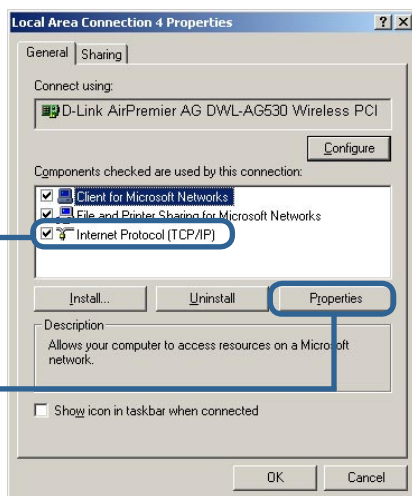 Local Area Connection 4 Properties
General Sharing
Connect using:
D-Link AirPremier AG DWL-AG530 Wireless PCI
Configure
Components checked are used by this connection:
Client for Microsoft Networks
File and Printer Sharing for Microsoft Networks
Internet Protocol (TCP/IP)
Install... Uninstall Properties
Description
Allows your computer to access resources on a Microsoft
network.
Show icon in taskbar when connected
OK Cancel